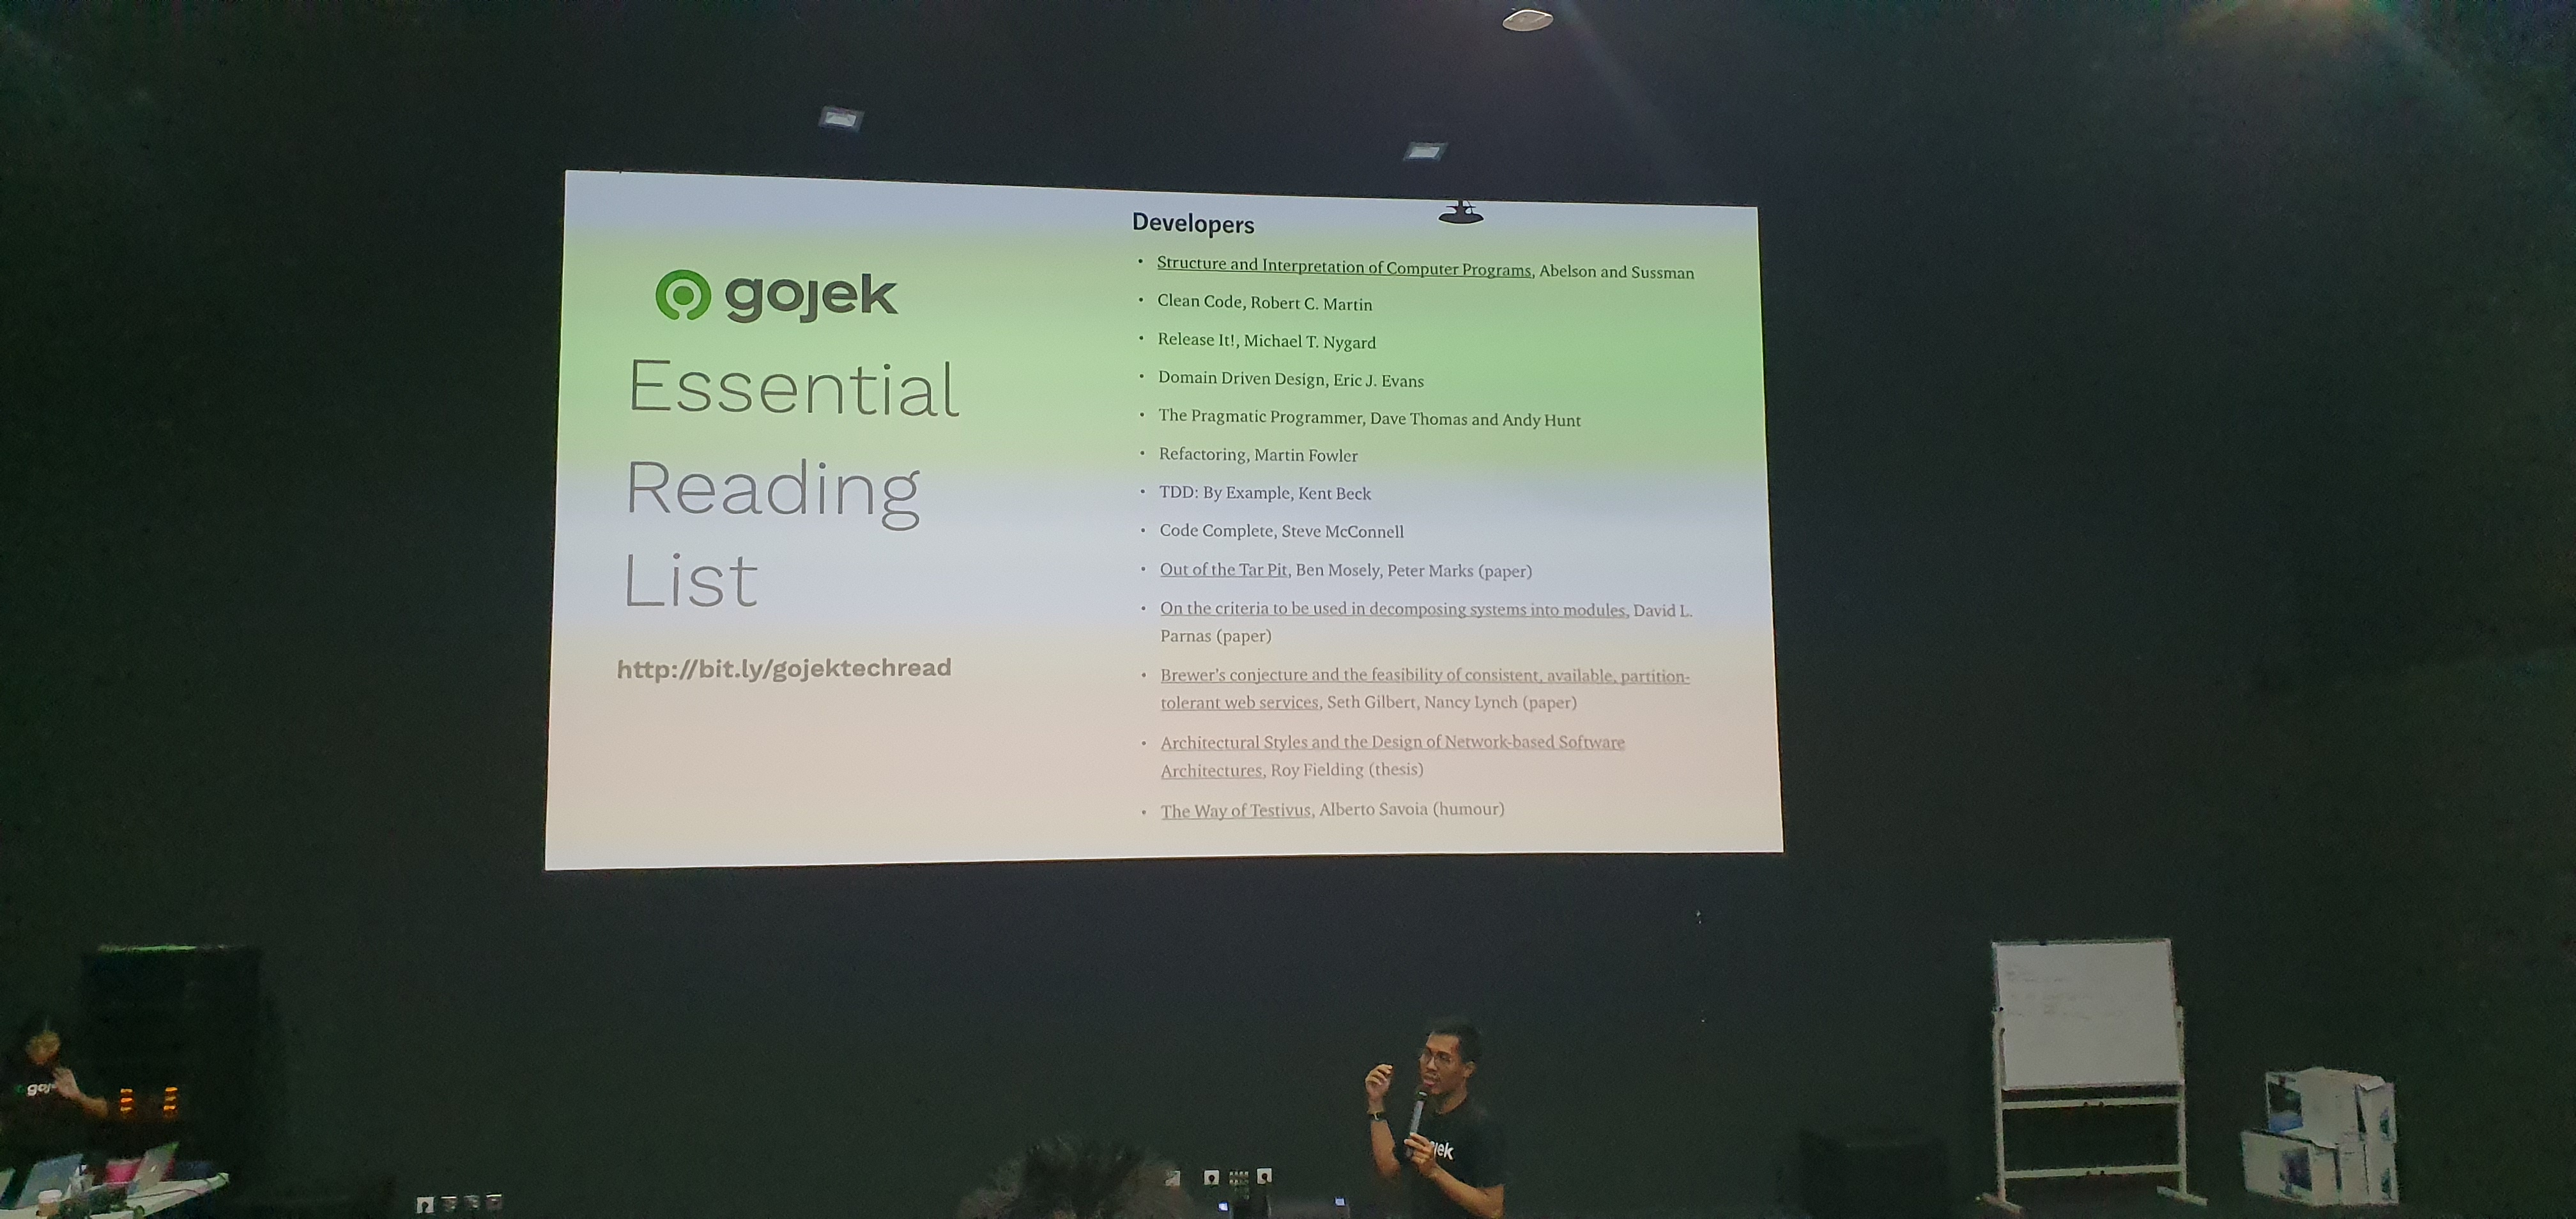 gojek
Essential
Reading
List
http://bit.ly/gojektechread
Developers
• Structure and Interpretation of Computer Programs, Abelson and Sussman
• Clean Code, Robert C. Martin
• Release It!, Michael T. Nygard
• Domain Driven Design, Eric J. Evans
• The Pragmatic Programmer, Dave Thomas and Andy Hunt
• Refactoring, Martin Fowler
• TDD: By Example, Kent Beck
• Code Complete, Steve McConnell
• Out of the Tar Pit, Ben Mosely, Peter Marks (paper)
• On the criteria to be used in decomposing systems into modules, David L.
Parnas (paper)
• Brewer's conjecture and the feasibility of consistent, available, partition-
tolerant web services, Seth Gilbert, Nancy Lynch (paper)
• Architectural Styles and the Design of Network-based Software
Architectures, Roy Fielding (thesis)
• The Way of Testivus, Alberto Savoia (humour)
goj
jek